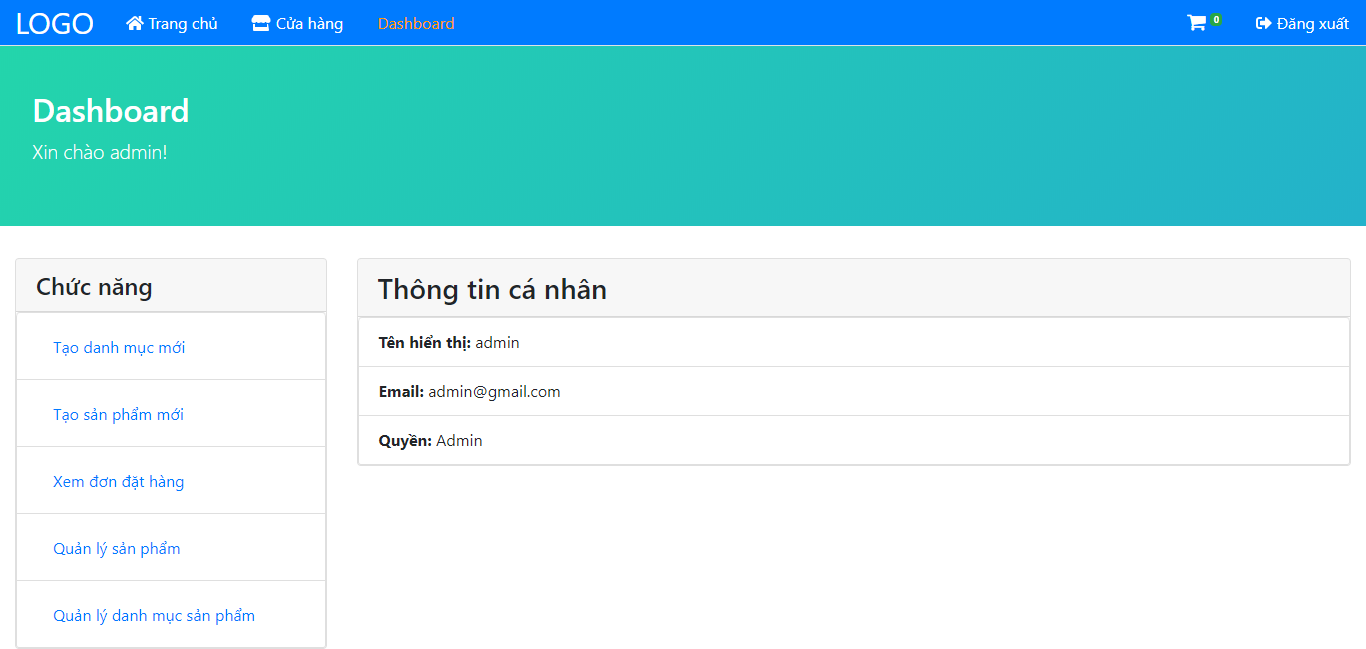 LOGO Trang chủ Cửa hàng Dashboard 0 Đăng xuất
Dashboard
Xin chào admin!
Chức năng
Tạo danh mục mới
Tạo sản phẩm mới
Xem đơn đặt hàng
Quản lý sản phẩm
Quản lý danh mục sản phẩm
Thông tin cá nhân
Tên hiển thị: admin
Email: admin@gmail.com
Quyền: Admin